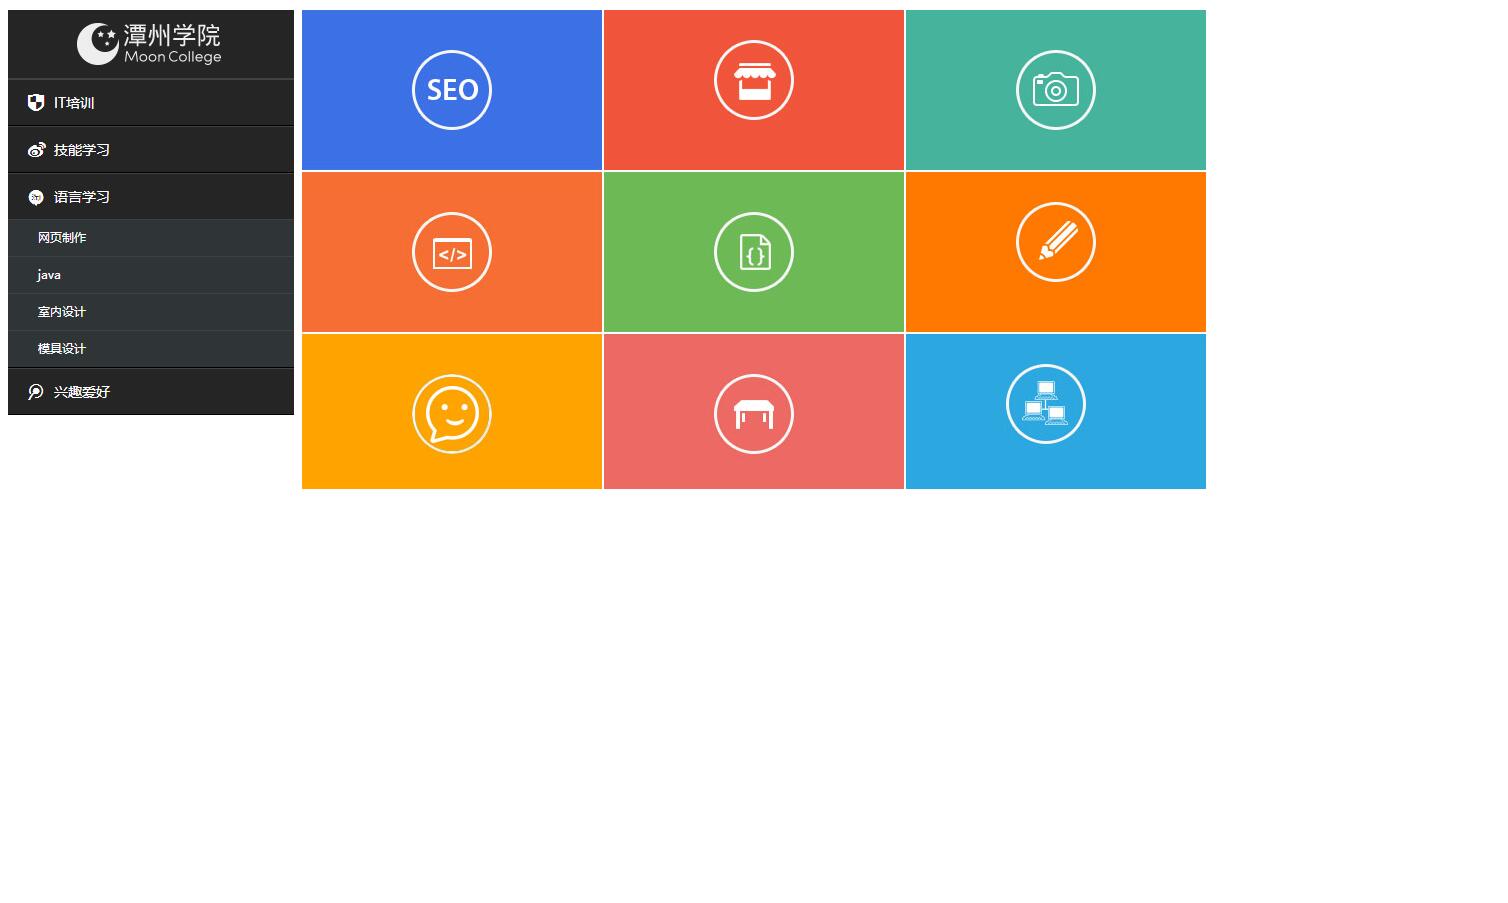 潭州学院
Moon College
IT培训
技能学习
语言学习
网页制作
java
室内设计
模具设计
兴趣爱好
SEO
</>
{}